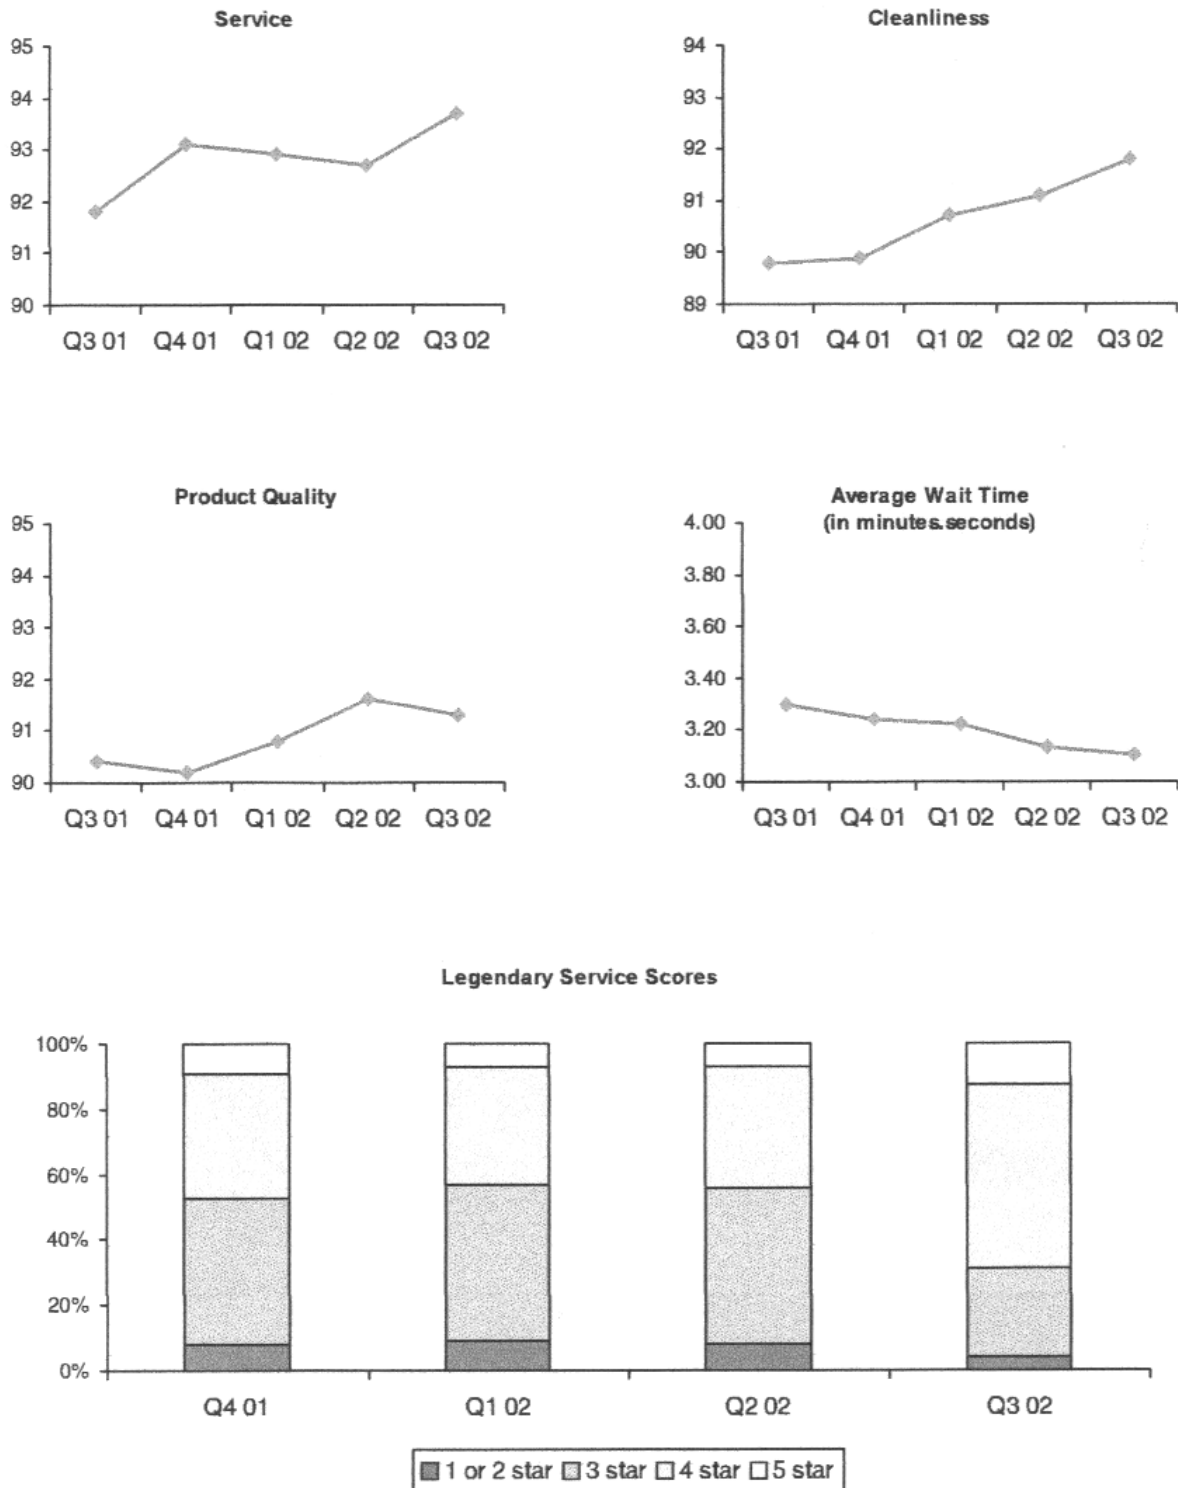 Service
95
94
93
92
91
90
Q3 01 Q4 01 Q1 02 Q2 02 Q3 02
Cleanliness
94
93
92
91
90
89
Q3 01 Q4 01 Q1 02 Q2 02 Q3 02
Product Quality
95
94
93
92
91
90
Q3 01 Q4 01 Q1 02 Q2 02 Q3 02
Average Wait Time
(in minutes.seconds)
4.00
3.80
3.60
3.40
3.20
3.00
Q3 01 Q4 01 Q1 02 Q2 02 Q3 02
Legendary Service Scores
100%
80%
60%
40%
20%
0%
Q4 01 Q1 02 Q2 02 Q3 02
1 or 2 star 3 star 4 star 5 star